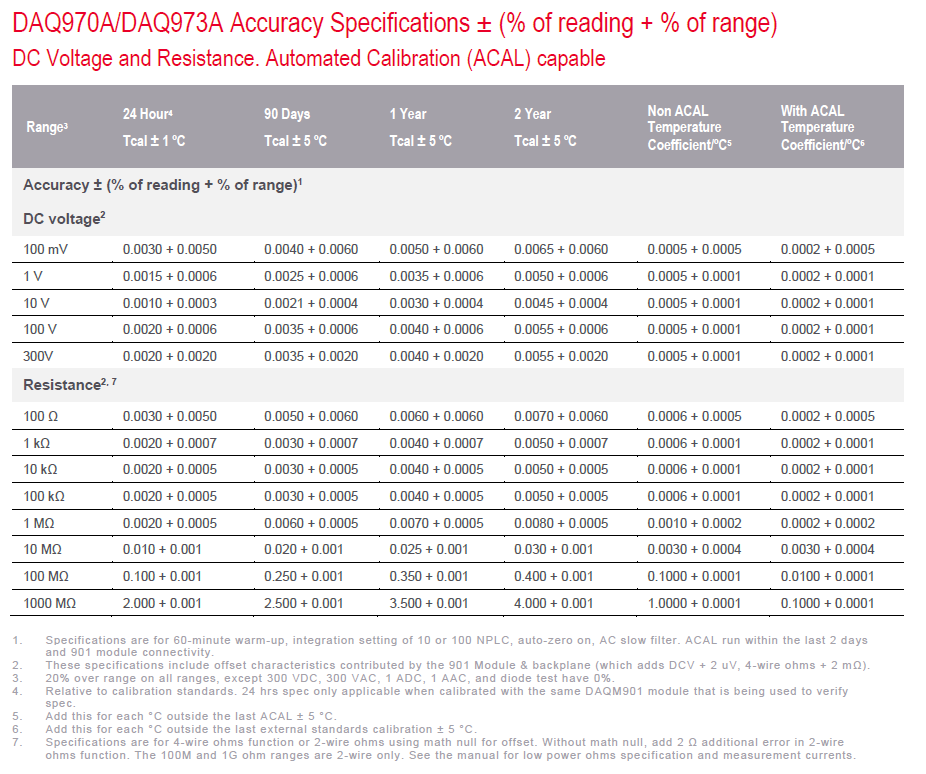 DAQ970A/DAQ973A Accuracy Specifications ± (% of reading + % of range)
DC Voltage and Resistance. Automated Calibration (ACAL) capable
Range³ 24 Hour⁴ Tcal ± 1 ºC 90 Days Tcal ± 5 ºC 1 Year Tcal ± 5 ºC 2 Year Tcal ± 5 ºC Non ACAL Temperature Coefficient/ºC⁵ With ACAL Temperature Coefficient/ºC⁶
Accuracy ± (% of reading + % of range)¹
DC voltage²
100 mV 0.0030 + 0.0050 0.0040 + 0.0060 0.0050 + 0.0060 0.0065 + 0.0060 0.0005 + 0.0005 0.0002 + 0.0005
1 V 0.0015 + 0.0006 0.0025 + 0.0006 0.0035 + 0.0006 0.0050 + 0.0006 0.0005 + 0.0001 0.0002 + 0.0001
10 V 0.0010 + 0.0003 0.0021 + 0.0004 0.0030 + 0.0004 0.0045 + 0.0004 0.0005 + 0.0001 0.0002 + 0.0001
100 V 0.0020 + 0.0006 0.0035 + 0.0006 0.0040 + 0.0006 0.0055 + 0.0006 0.0005 + 0.0001 0.0002 + 0.0001
300V 0.0020 + 0.0020 0.0035 + 0.0020 0.0040 + 0.0020 0.0055 + 0.0020 0.0005 + 0.0001 0.0002 + 0.0001
Resistance²˒ ⁷
100 Ω 0.0030 + 0.0050 0.0050 + 0.0060 0.0060 + 0.0060 0.0070 + 0.0060 0.0006 + 0.0005 0.0002 + 0.0005
1 kΩ 0.0020 + 0.0007 0.0030 + 0.0007 0.0040 + 0.0007 0.0050 + 0.0007 0.0006 + 0.0001 0.0002 + 0.0001
10 kΩ 0.0020 + 0.0005 0.0030 + 0.0005 0.0040 + 0.0005 0.0050 + 0.0005 0.0006 + 0.0001 0.0002 + 0.0001
100 kΩ 0.0020 + 0.0005 0.0030 + 0.0005 0.0040 + 0.0005 0.0050 + 0.0005 0.0006 + 0.0001 0.0002 + 0.0001
1 MΩ 0.0020 + 0.0005 0.0060 + 0.0005 0.0070 + 0.0005 0.0080 + 0.0005 0.0010 + 0.0002 0.0002 + 0.0002
10 MΩ 0.010 + 0.001 0.020 + 0.001 0.025 + 0.001 0.030 + 0.001 0.0030 + 0.0004 0.0030 + 0.0004
100 MΩ 0.100 + 0.001 0.250 + 0.001 0.350 + 0.001 0.400 + 0.001 0.1000 + 0.0001 0.0100 + 0.0001
1000 MΩ 2.000 + 0.001 2.500 + 0.001 3.500 + 0.001 4.000 + 0.001 1.0000 + 0.0001 0.1000 + 0.0001
1. Specifications are for 60-minute warm-up, integration setting of 10 or 100 NPLC, auto-zero on, AC slow filter. ACAL run within the last 2 days
and 901 module connectivity.
2. These specifications include offset characteristics contributed by the 901 Module & backplane (which adds DCV + 2 uV, 4-wire ohms + 2 mΩ).
3. 20% over range on all ranges, except 300 VDC, 300 VAC, 1 ADC, 1 AAC, and diode test have 0%.
4. Relative to calibration standards. 24 hrs spec only applicable when calibrated with the same DAQM901 module that is being used to verify
spec.
5. Add this for each °C outside the last ACAL ± 5 °C.
6. Add this for each °C outside the last external standards calibration ± 5 °C.
7. Specifications are for 4-wire ohms function or 2-wire ohms using math null for offset. Without math null, add 2 Ω additional error in 2-wire
ohms function. The 100M and 1G ohm ranges are 2-wire only. See the manual for low power ohms specification and measurement currents.